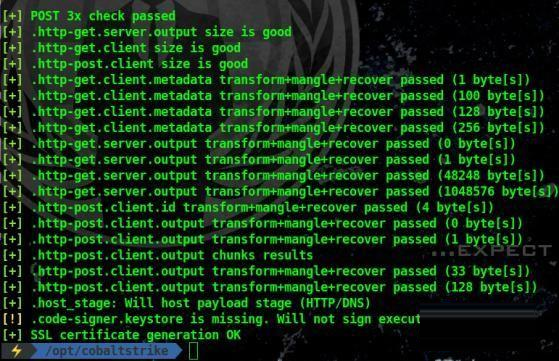 [+] POST 3x check passed
[+] .http-get.server.output size is good
[+] .http-get.client size is good
[+] .http-post.client size is good
[+] .http-get.client.metadata transform+mangle+recover passed (1 byte[s])
[+] .http-get.client.metadata transform+mangle+recover passed (100 byte[s])
[+] .http-get.client.metadata transform+mangle+recover passed (128 byte[s])
[+] .http-get.client.metadata transform+mangle+recover passed (256 byte[s])
[+] .http-get.server.output transform+mangle+recover passed (0 byte[s])
[+] .http-get.server.output transform+mangle+recover passed (1 byte[s])
[+] .http-get.server.output transform+mangle+recover passed (48248 byte[s])
[+] .http-get.server.output transform+mangle+recover passed (1048576 byte[s])
[+] .http-post.client.id transform+mangle+recover passed (4 byte[s])
[+] .http-post.client.output transform+mangle+recover passed (0 byte[s])
[+] .http-post.client.output transform+mangle+recover passed (1 byte[s])
[+] .http-post.client.output chunks results
...EXPECT
[+] .http-post.client.output transform+mangle+recover passed (33 byte[s])
[+] .http-post.client.output transform+mangle+recover passed (128 byte[s])
[+] .host_stage: Will host payload stage (HTTP/DNS)
[!] .code-signer.keystore is missing. Will not sign execut
[+] SSL certificate generation OK
/opt/cobaltstrike